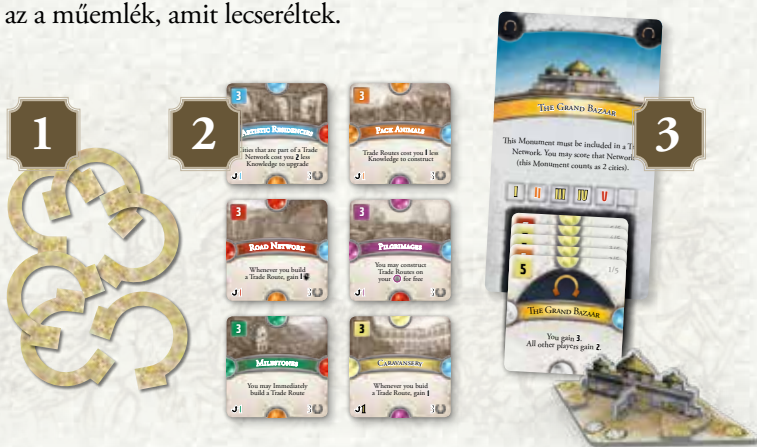 az a műemlék, amit lecseréltek.
1
2
3
3
ARTISTIC RESIDENCIES
Cities that are part of a Trade
Network cost you 2 less
Knowledge to upgrade
3
PACK ANIMALS
Trade Routes cost you 1 less
Knowledge to construct
3
ROAD NETWORK
Whenever you build
a Trade Route, gain 1
3
PILGRIMAGES
You may construct
Trade Routes on
your for free
3
MILESTONES
You may Immediately
build a Trade Route
3
CARAVANSERY
Whenever you buid
a Trade Route, gain 1
THE GRAND BAZAAR
This Monument must be included in a
Network. You may score that
(this Monument counts as 2 cities).
I II III IV V
5
1/5
THE GRAND BAZAAR
You gain 3.
All other players gain 2.